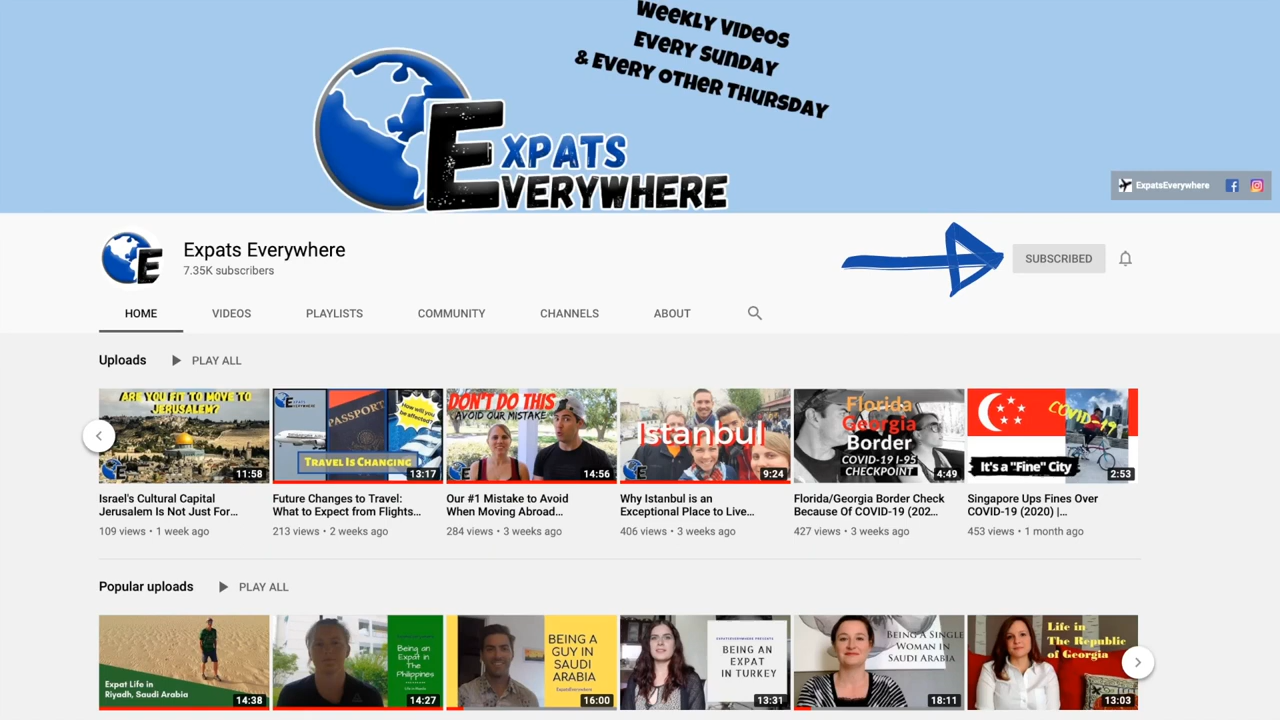 Weekly Videos
Every Sunday
& Every Other Thursday
Expats
Everywhere
ExpatsEverywhere
E
Expats Everywhere
7.35K subscribers
SUBSCRIBED
HOME
VIDEOS
PLAYLISTS
COMMUNITY
CHANNELS
ABOUT
Uploads
PLAY ALL
ARE YOU FIT TO MOVE TO
JERUSALEM?
11:58
Israel's Cultural Capital
Jerusalem Is Not Just For...
109 views • 1 week ago
EXPATS
EVERYWHERE
PASSPORT
How will you
be affected?
TRAVEL IS CHANGING
13:17
Future Changes to Travel:
What to Expect from Flights...
213 views • 2 weeks ago
DON'T DO THIS
AVOID OUR MISTAKE
14:56
Our #1 Mistake to Avoid
When Moving Abroad...
284 views • 3 weeks ago
Istanbul
9:24
Why Istanbul is an
Exceptional Place to Live...
406 views • 3 weeks ago
Florida
Georgia
Border
COVID-19 I-95
CHECKPOINT
4:49
Florida/Georgia Border Check
Because Of COVID-19 (202...
427 views • 3 weeks ago
COVID-19
It's a "Fine" City
2:53
Singapore Ups Fines Over
COVID-19 (2020) |...
453 views • 1 month ago
Popular uploads
PLAY ALL
Expat Life in
Riyadh, Saudi Arabia
14:38
Being an
Expat in
The
Philippines
14:27
BEING A
GUY IN
SAUDI
ARABIA
ExpatsEverywhere
16:00
EXPATSEVERYWHERE PRESENTS
BEING AN
EXPAT
IN TURKEY
13:31
BEING A SINGLE
WOMAN IN
SAUDI ARABIA
18:11
Life in
The Republic
of Georgia
13:03